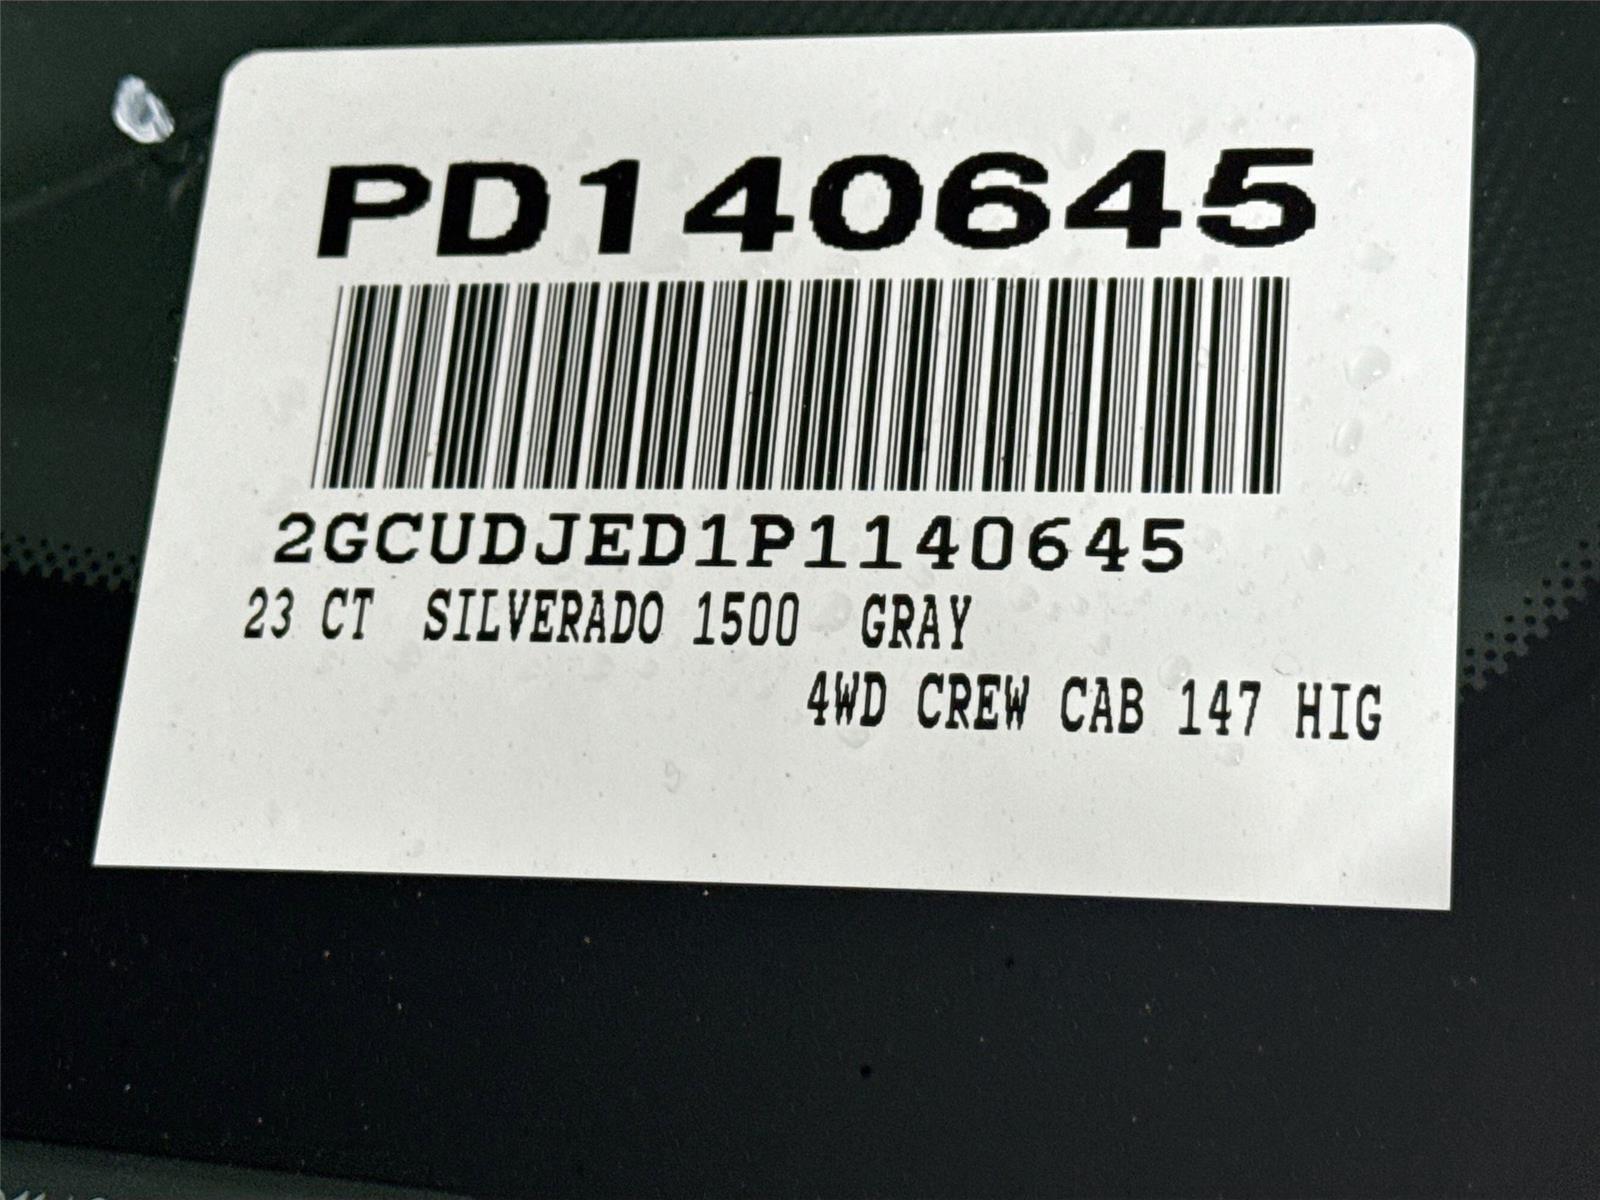 PD140645
2GCUDJED1P1140645
23 CT SILVERADO 1500 GRAY
4WD CREW CAB 147 HIG